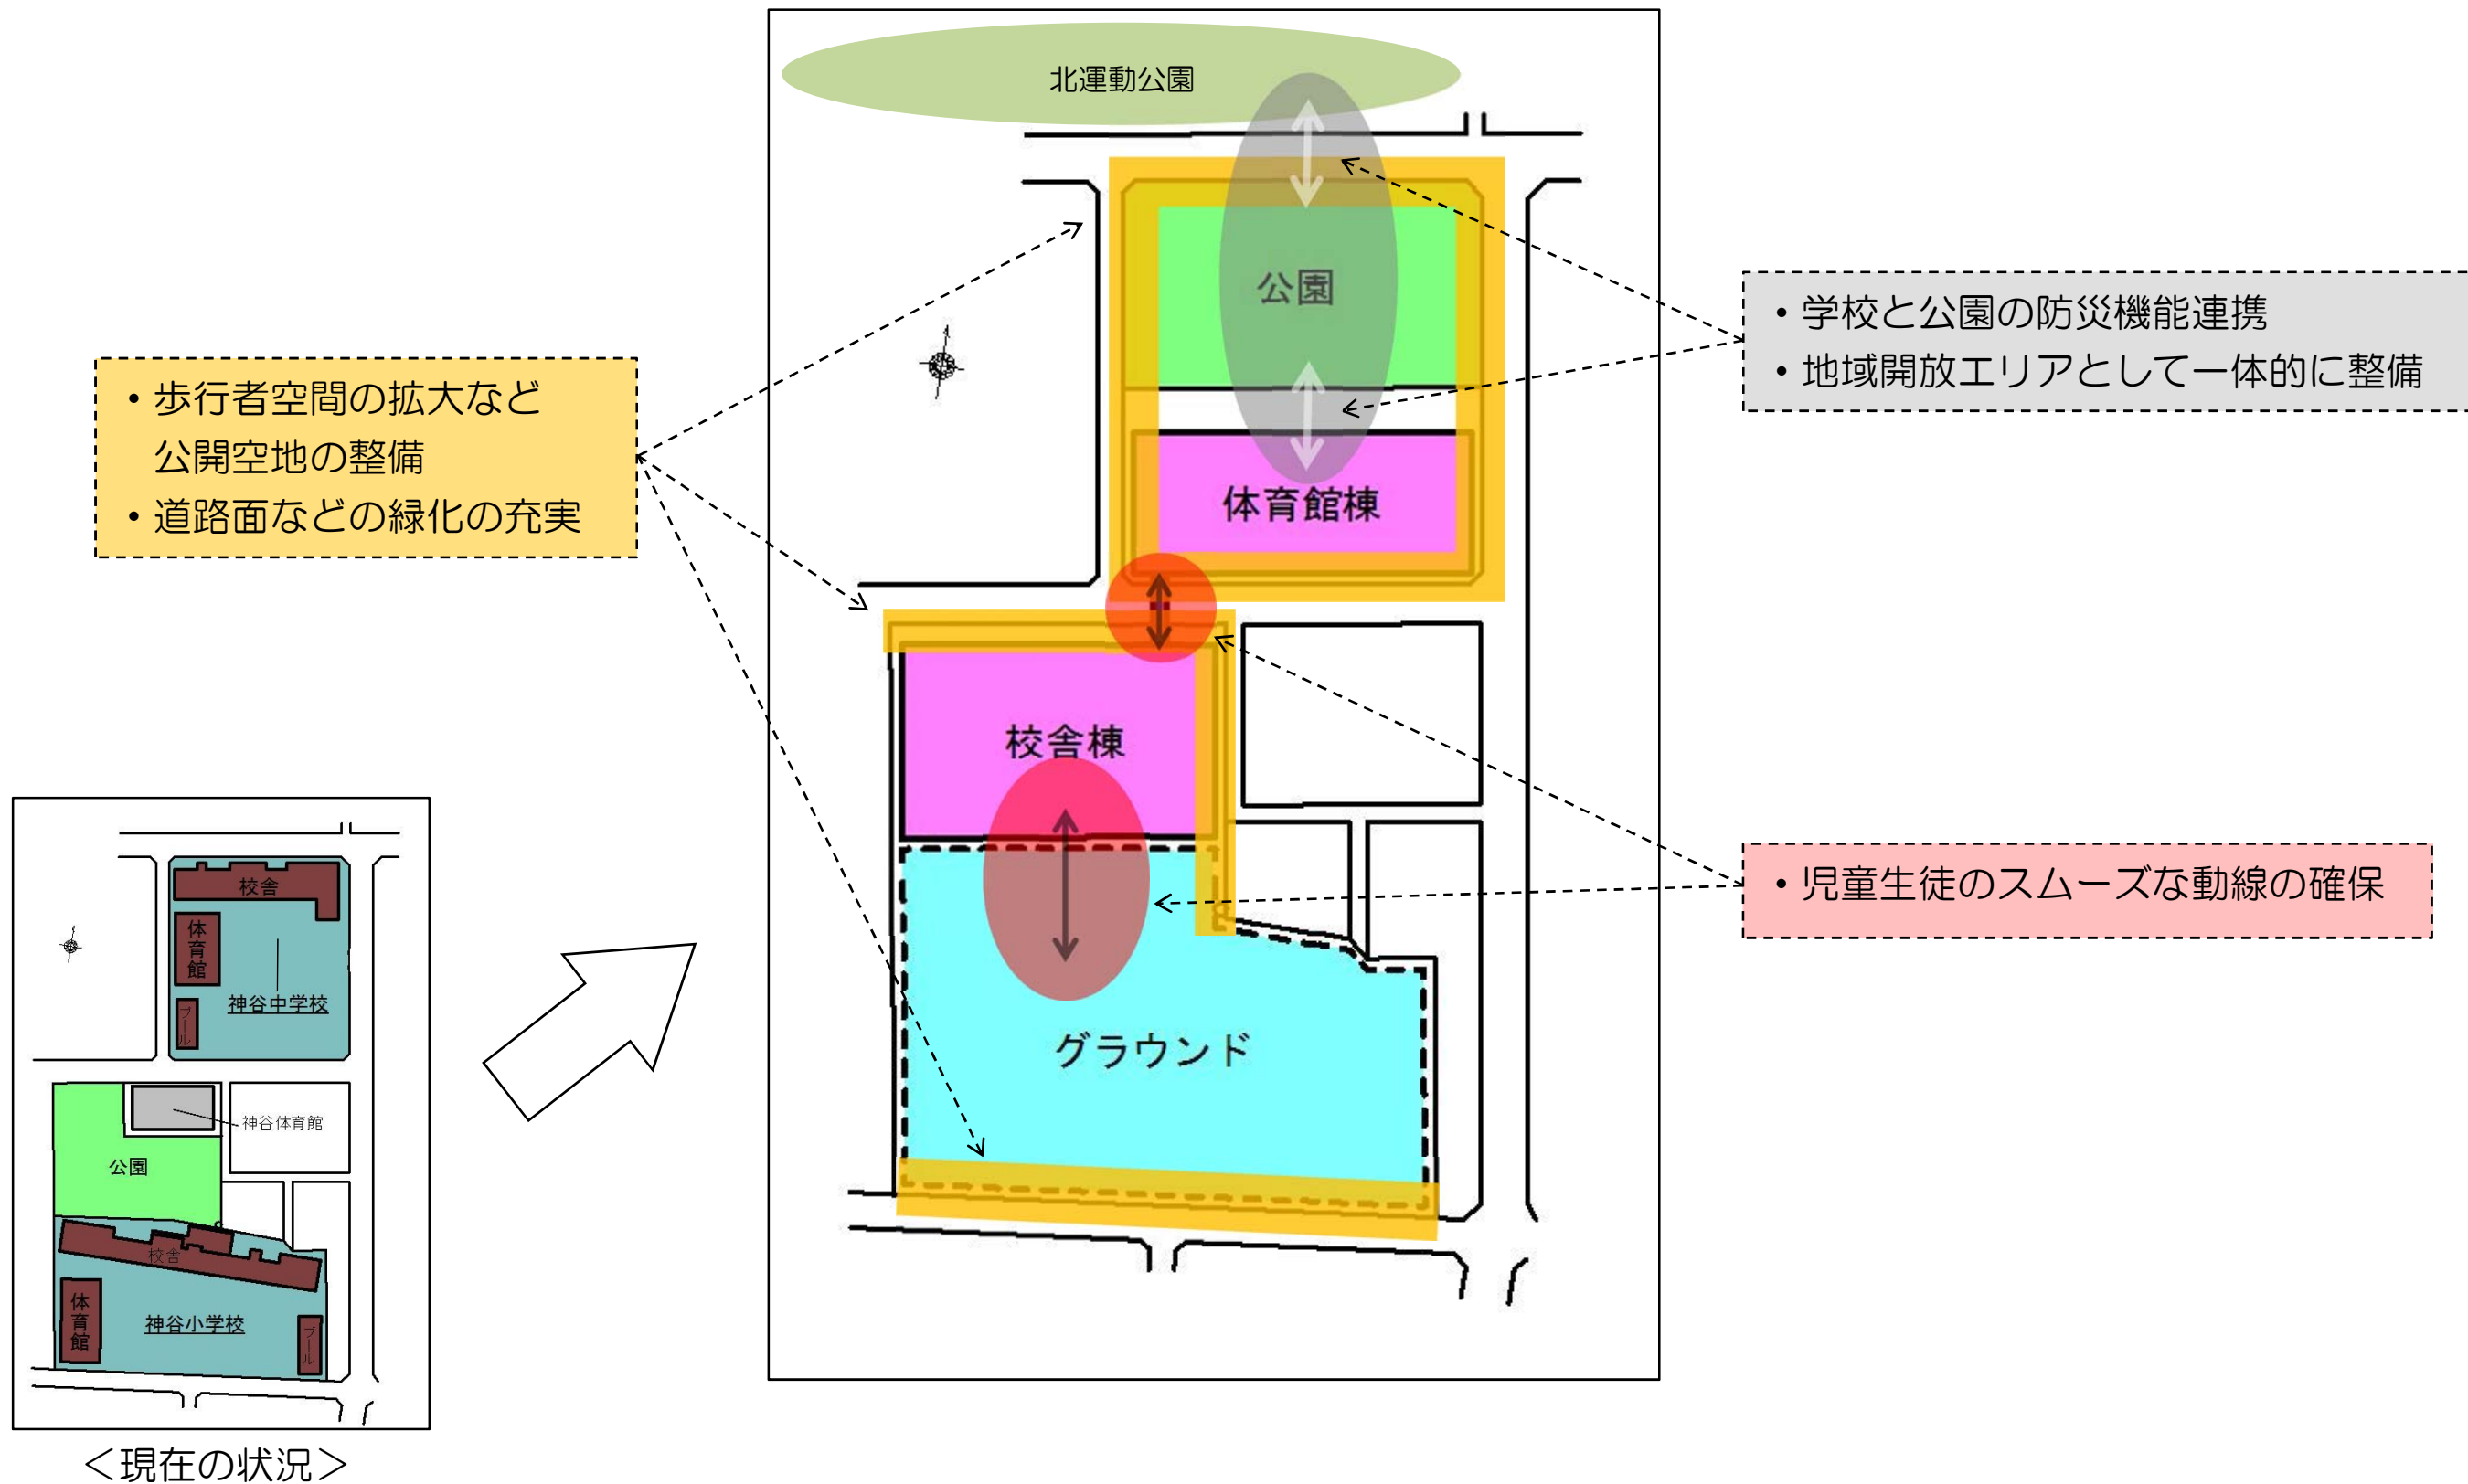 北運動公園
公園
体育館棟
校舎棟
グラウンド
・歩行者空間の拡大など
公開空地の整備
・道路面などの緑化の充実
・学校と公園の防災機能連携
・地域開放エリアとして一体的に整備
・児童生徒のスムーズな動線の確保
校舎
体育館
神谷中学校
プール
神谷体育館
公園
校舎
体育館
神谷小学校
プール
＜現在の状況＞